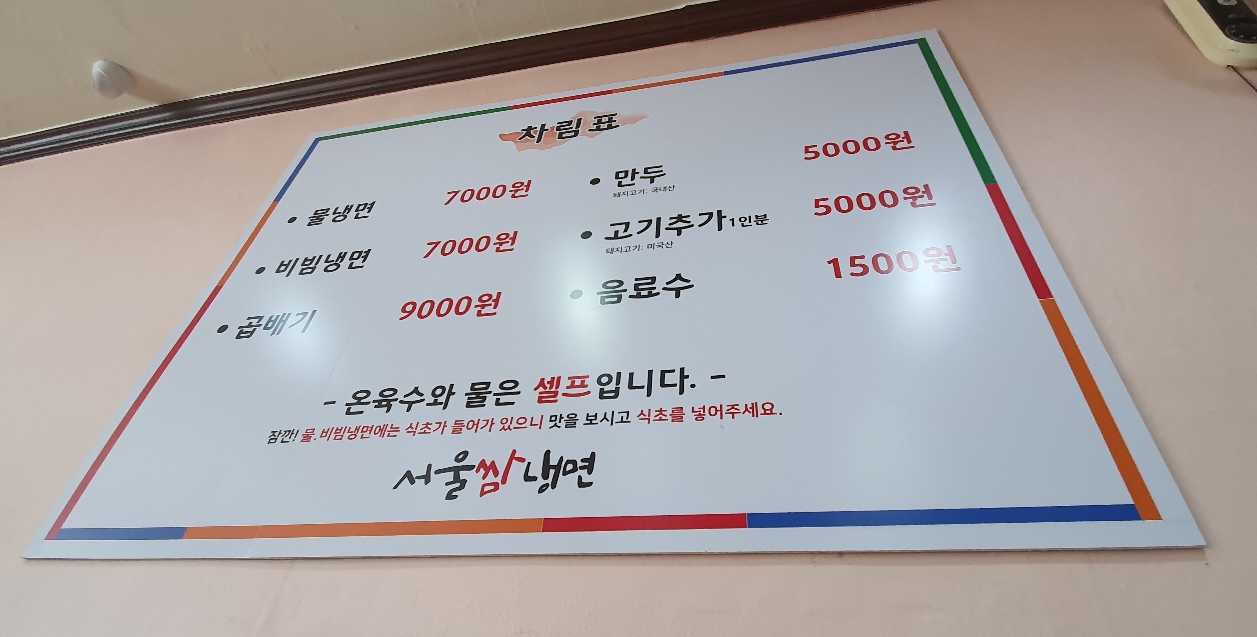 차림표
• 물냉면 7000원
• 비빔냉면 7000원
• 곱배기 9000원
• 만두 5000원
돼지고기: 국내산
• 고기추가1인분 5000원
돼지고기: 미국산
• 음료수 1500원
- 온육수와 물은 셀프입니다. -
잠깐! 물.비빔냉면에는 식초가 들어가 있으니 맛을 보시고 식초를 넣어주세요.
서울쌈냉면